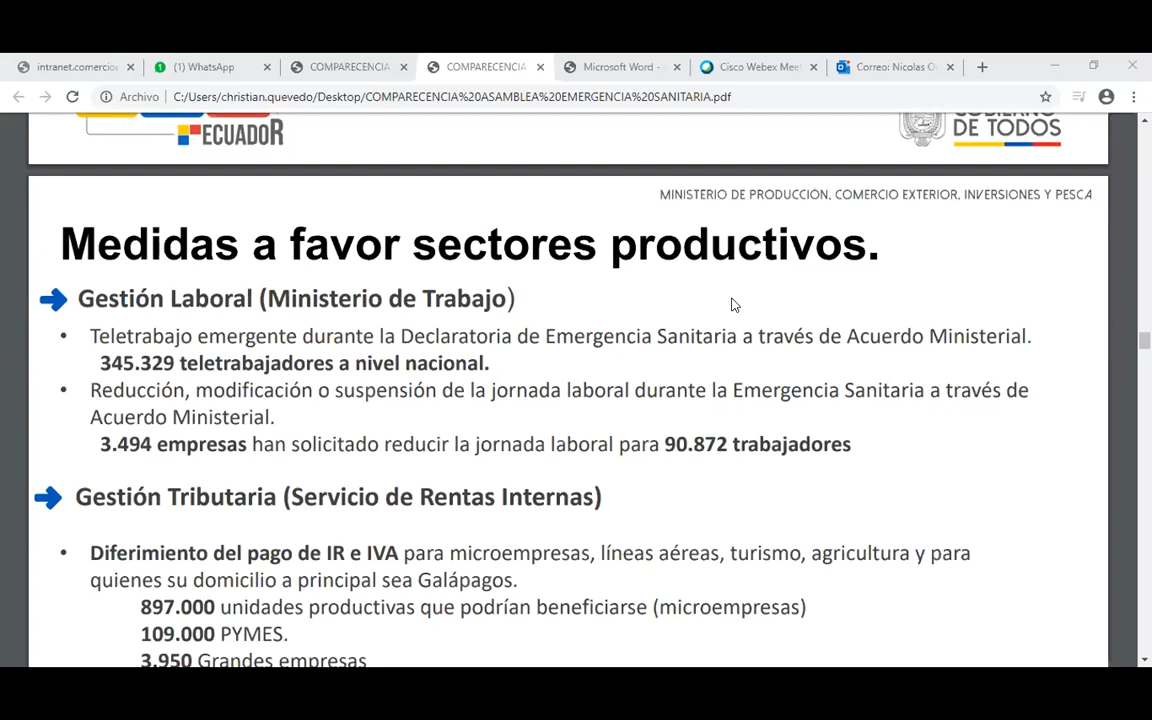 intranet.comercio
(1) WhatsApp
COMPARECENCIA
COMPARECENCIA
Microsoft Word -
Cisco Webex Mee
Correo: Nicolas O
Archivo
C:/Users/christian.quevedo/Desktop/COMPARECENCIA%20ASAMBLEA%20EMERGENCIA%20SANITARIA.pdf
ECUADOR
DE TODOS
MINISTERIO DE PRODUCCIÓN, COMERCIO EXTERIOR, INVERSIONES Y PESCA
Medidas a favor sectores productivos.
Gestión Laboral (Ministerio de Trabajo)
• Teletrabajo emergente durante la Declaratoria de Emergencia Sanitaria a través de Acuerdo Ministerial.
345.329 teletrabajadores a nivel nacional.
• Reducción, modificación o suspensión de la jornada laboral durante la Emergencia Sanitaria a través de
Acuerdo Ministerial.
3.494 empresas han solicitado reducir la jornada laboral para 90.872 trabajadores
Gestión Tributaria (Servicio de Rentas Internas)
• Diferimiento del pago de IR e IVA para microempresas, líneas aéreas, turismo, agricultura y para
quienes su domicilio a principal sea Galápagos.
897.000 unidades productivas que podrían beneficiarse (microempresas)
109.000 PYMES.
3.950 Grandes empresas